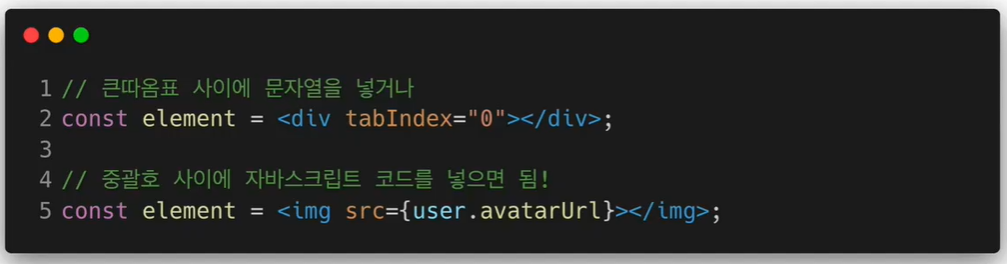 1 // 큰따옴표 사이에 문자열을 넣거나
2 const element = <div tabIndex="0"></div>;
3
4 // 중괄호 사이에 자바스크립트 코드를 넣으면 됨!
5 const element = <img src={user.avatarUrl}></img>;